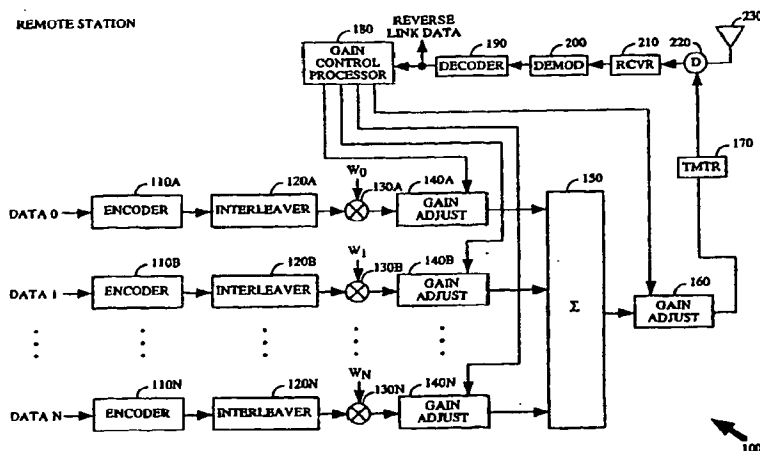 REMOTE STATION
180
GAIN
CONTROL
PROCESSOR
REVERSE
LINK DATA
190
DECODER
200
DEMOD
210
RCVR
220
D
230
170
TMTR
110A
DATA 0
ENCODER
120A
INTERLEAVER
W0
130A
140A
GAIN
ADJUST
150
Σ
110B
DATA 1
ENCODER
120B
INTERLEAVER
W1
130B
140B
GAIN
ADJUST
160
GAIN
ADJUST
110N
DATA N
ENCODER
120N
INTERLEAVER
WN
130N
140N
GAIN
ADJUST
100